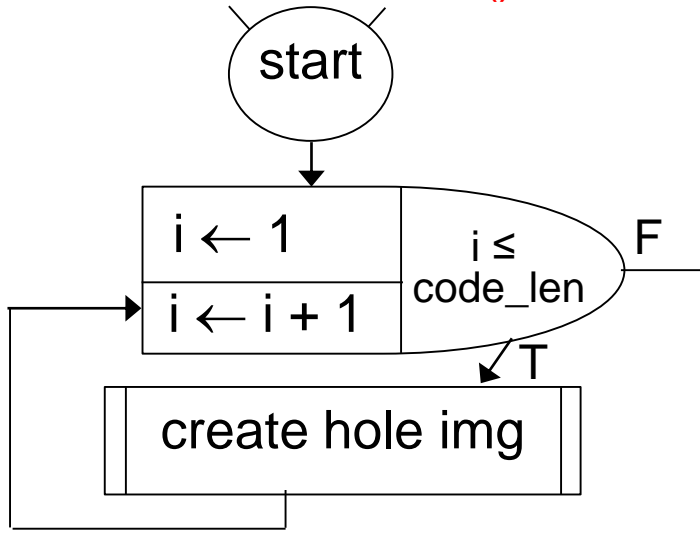 start
i ← 1
i ≤
code_len
F
i ← i + 1
T
create hole img